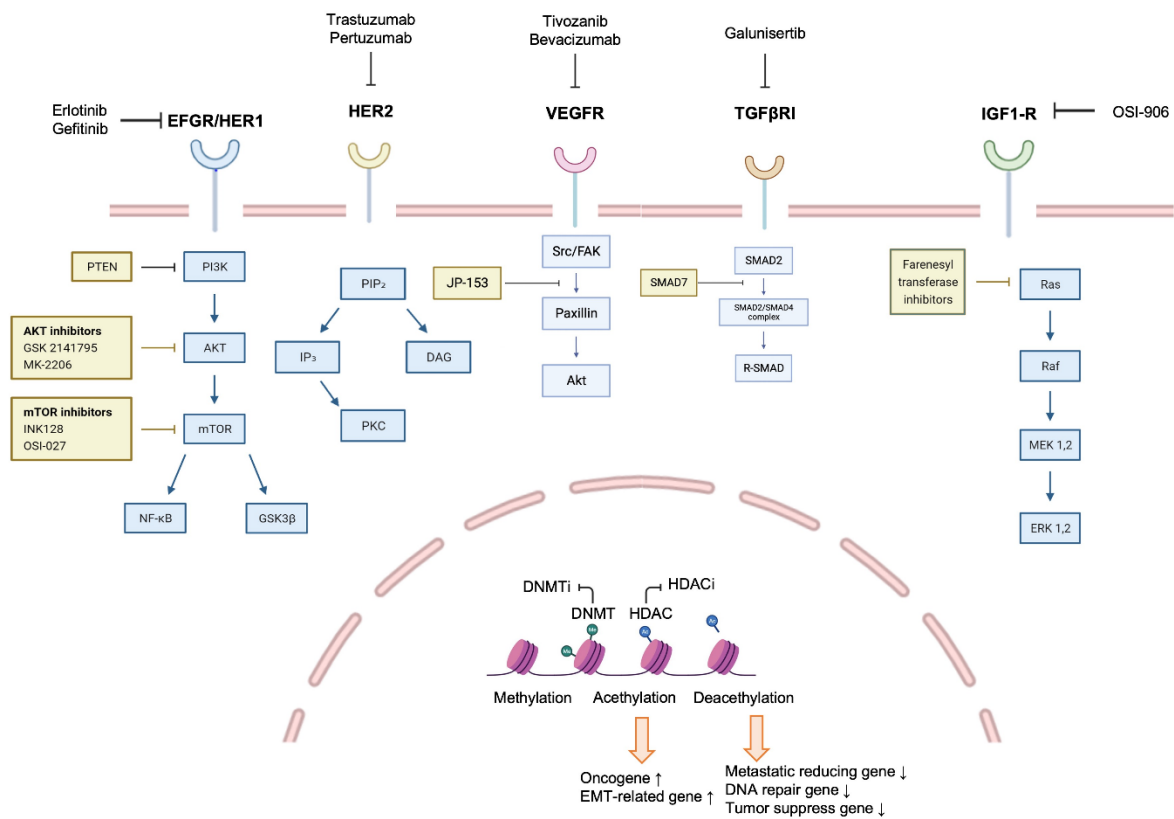 Trastuzumab
Pertuzumab
Tivozanib
Bevacizumab
Galunisertib
Erlotinib
Gefitinib
EFGR/HER1
HER2
VEGFR
TGFβRI
IGF1-R
OSI-906
PTEN
PI3K
AKT inhibitors
GSK 2141795
MK-2206
AKT
mTOR inhibitors
INK128
OSI-027
mTOR
NF-κB
GSK3β
PIP₂
IP₃
DAG
PKC
JP-153
Src/FAK
Paxillin
Akt
SMAD7
SMAD2
SMAD2/SMAD4
complex
R-SMAD
Farenesyl
transferase
inhibitors
Ras
Raf
MEK 1,2
ERK 1,2
DNMTi
HDACi
DNMT
HDAC
Me
Me
Ac
Ac
Methylation
Acethylation
Deacethylation
Oncogene ↑
EMT-related gene ↑
Metastatic reducing gene ↓
DNA repair gene ↓
Tumor suppress gene ↓